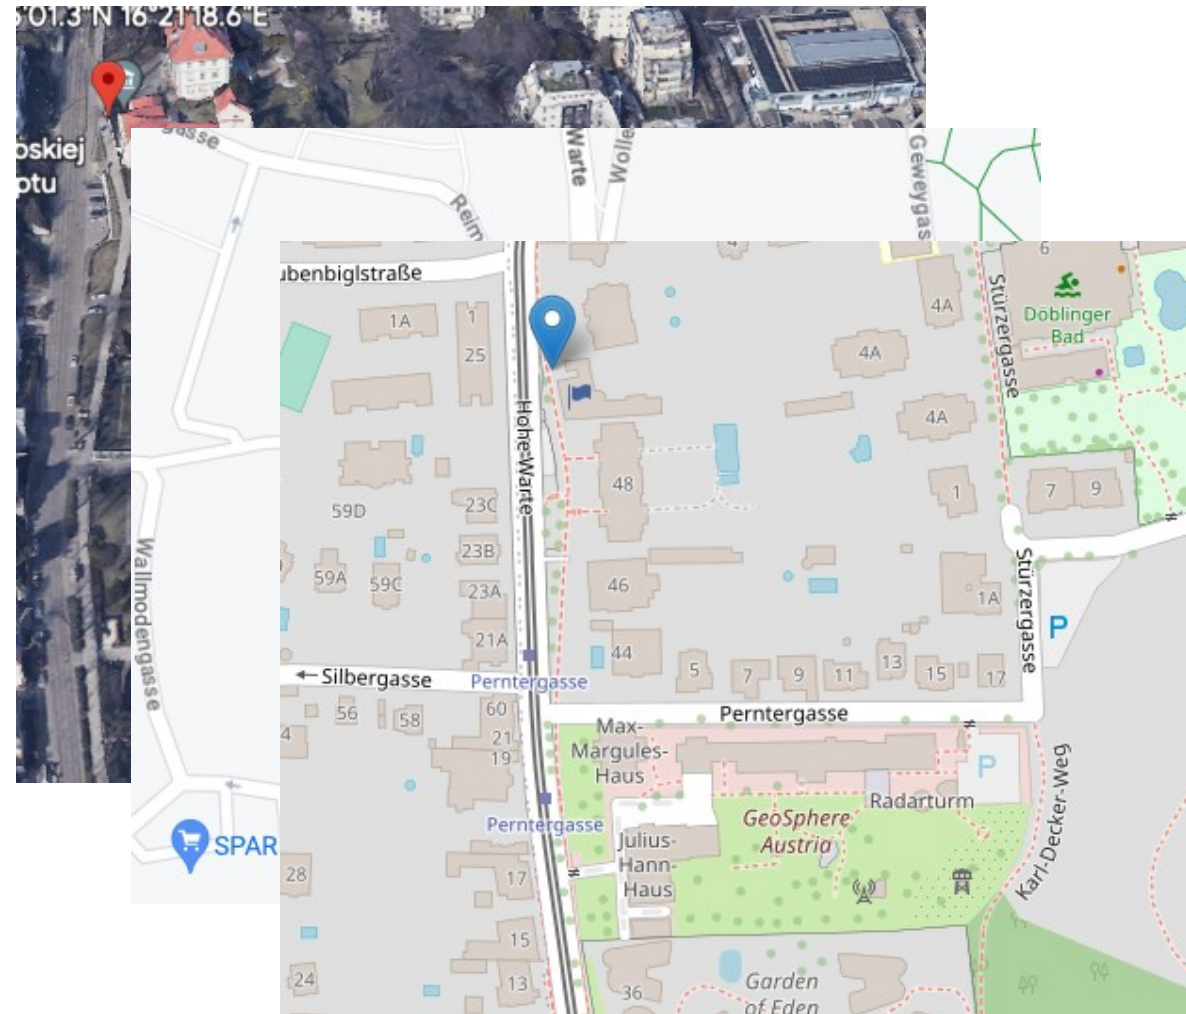 01.3"N 16°21'18.6"E
oskiej
ptu
gasse
Reim
Warte
Wolle
Geweygas
Wallmodengasse
SPAR
ubenbiglstraße
1A
1
25
4
6
Döblinger
Bad
4A
4A
4A
Stürzergasse
Hohe-Warte
48
59D
23C
23B
59A
59C
23A
21A
46
44
1
7
9
1A
Stürzergasse
P
5
7
9
11
13
15
17
Silbergasse
Perntergasse
Perntergasse
56
58
60
4
21
19
Max-
Margules-
Haus
P
Radarturm
GeoSphere
Austria
Perntergasse
Julius-
Hann-
Haus
Karl-Decker-Weg
28
17
15
24
13
36
Garden
of Eden